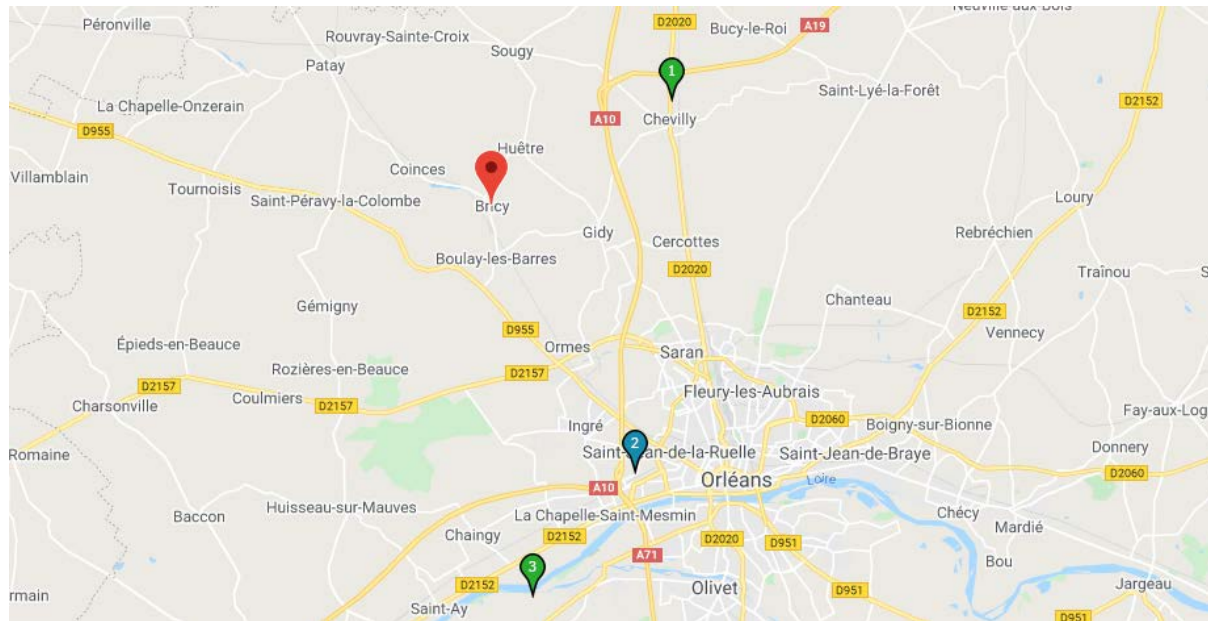 Péronville
D2020
Bucy-le-Roi
A19
Rouvray-Sainte-Croix
Sougy
Patay
1
Saint-Lyé-la-Forêt
D2152
La Chapelle-Onzerain
A10
Chevilly
D955
Huêtre
Coinces
Villamblain
Tournoisis
Saint-Péravy-la-Colombe
Bricy
Loury
Gidy
Cercottes
Rebréchien
Boulay-les-Barres
D2020
Traînou
S
Gémigny
Chanteau
D2152
Vennecy
D955
Épieds-en-Beauce
Ormes
Saran
Rozières-en-Beauce
D2157
D2157
Fleury-les-Aubrais
Charsonville
Coulmiers
D2157
D2060
Fay-aux-Log
Ingré
Boigny-sur-Bionne
2
Romaine
Saint-Jean-de-la-Ruelle
Saint-Jean-de-Braye
Donnery
D2060
Orléans
Loire
A10
Huisseau-sur-Mauves
Baccon
La Chapelle-Saint-Mesmin
Chécy
Mardié
Chaingy
D2152
D2020
D951
A71
Bou
3
D2152
Olivet
D951
Jargeau
rmain
Saint-Ay
D951